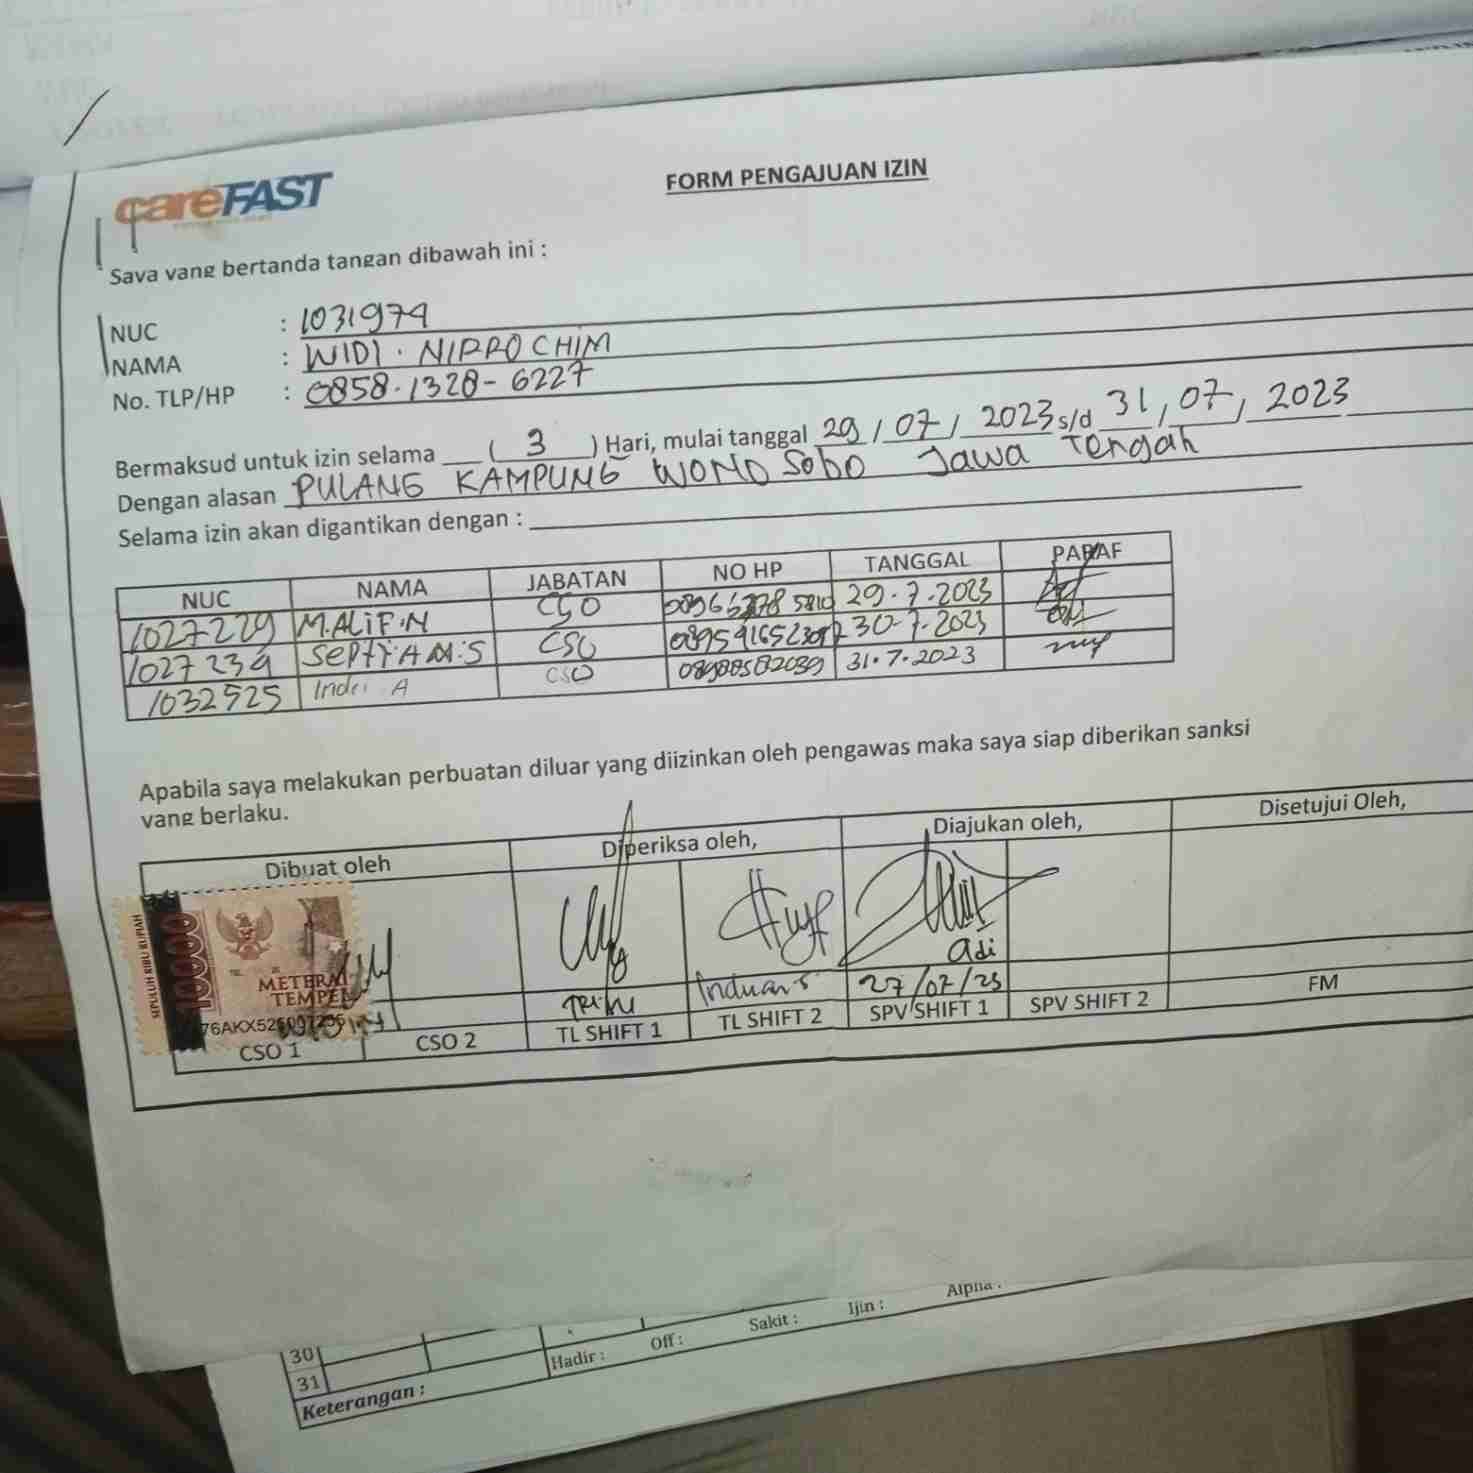 careFAST
FORM PENGAJUAN IZIN
Saya yang bertanda tangan dibawah ini :
NUC : 1031979
NAMA : WIDI . NIRROCHIM
No. TLP/HP : 0858-1328-6227
Bermaksud untuk izin selama ( 3 ) Hari, mulai tanggal 29 / 07 / 2023 s/d 31 / 07 / 2023
Dengan alasan PULANG KAMPUNG WONOSOBO JAWA TENGAH
Selama izin akan digantikan dengan :
NUC NAMA JABATAN NO HP TANGGAL PARAF
1027229 M.ALIF.N CSO 29-7-2023
1027239 SEPTIAN.S CSO 30-7-2023
1032525 Indri A CSO 31-7-2023
Apabila saya melakukan perbuatan diluar yang diizinkan oleh pengawas maka saya siap diberikan sanksi
yang berlaku.
Dibuat oleh Diperiksa oleh, Diajukan oleh, Disetujui Oleh,
SEPULUH RIBU RUPIAH
10000
METERAI
TEMPEL
adi
27/07/23
CSO 1 CSO 2 TL SHIFT 1 TL SHIFT 2 SPV SHIFT 1 SPV SHIFT 2 FM
30
31
Hadir : Off : Sakit : Ijin : Alpha :
Keterangan :